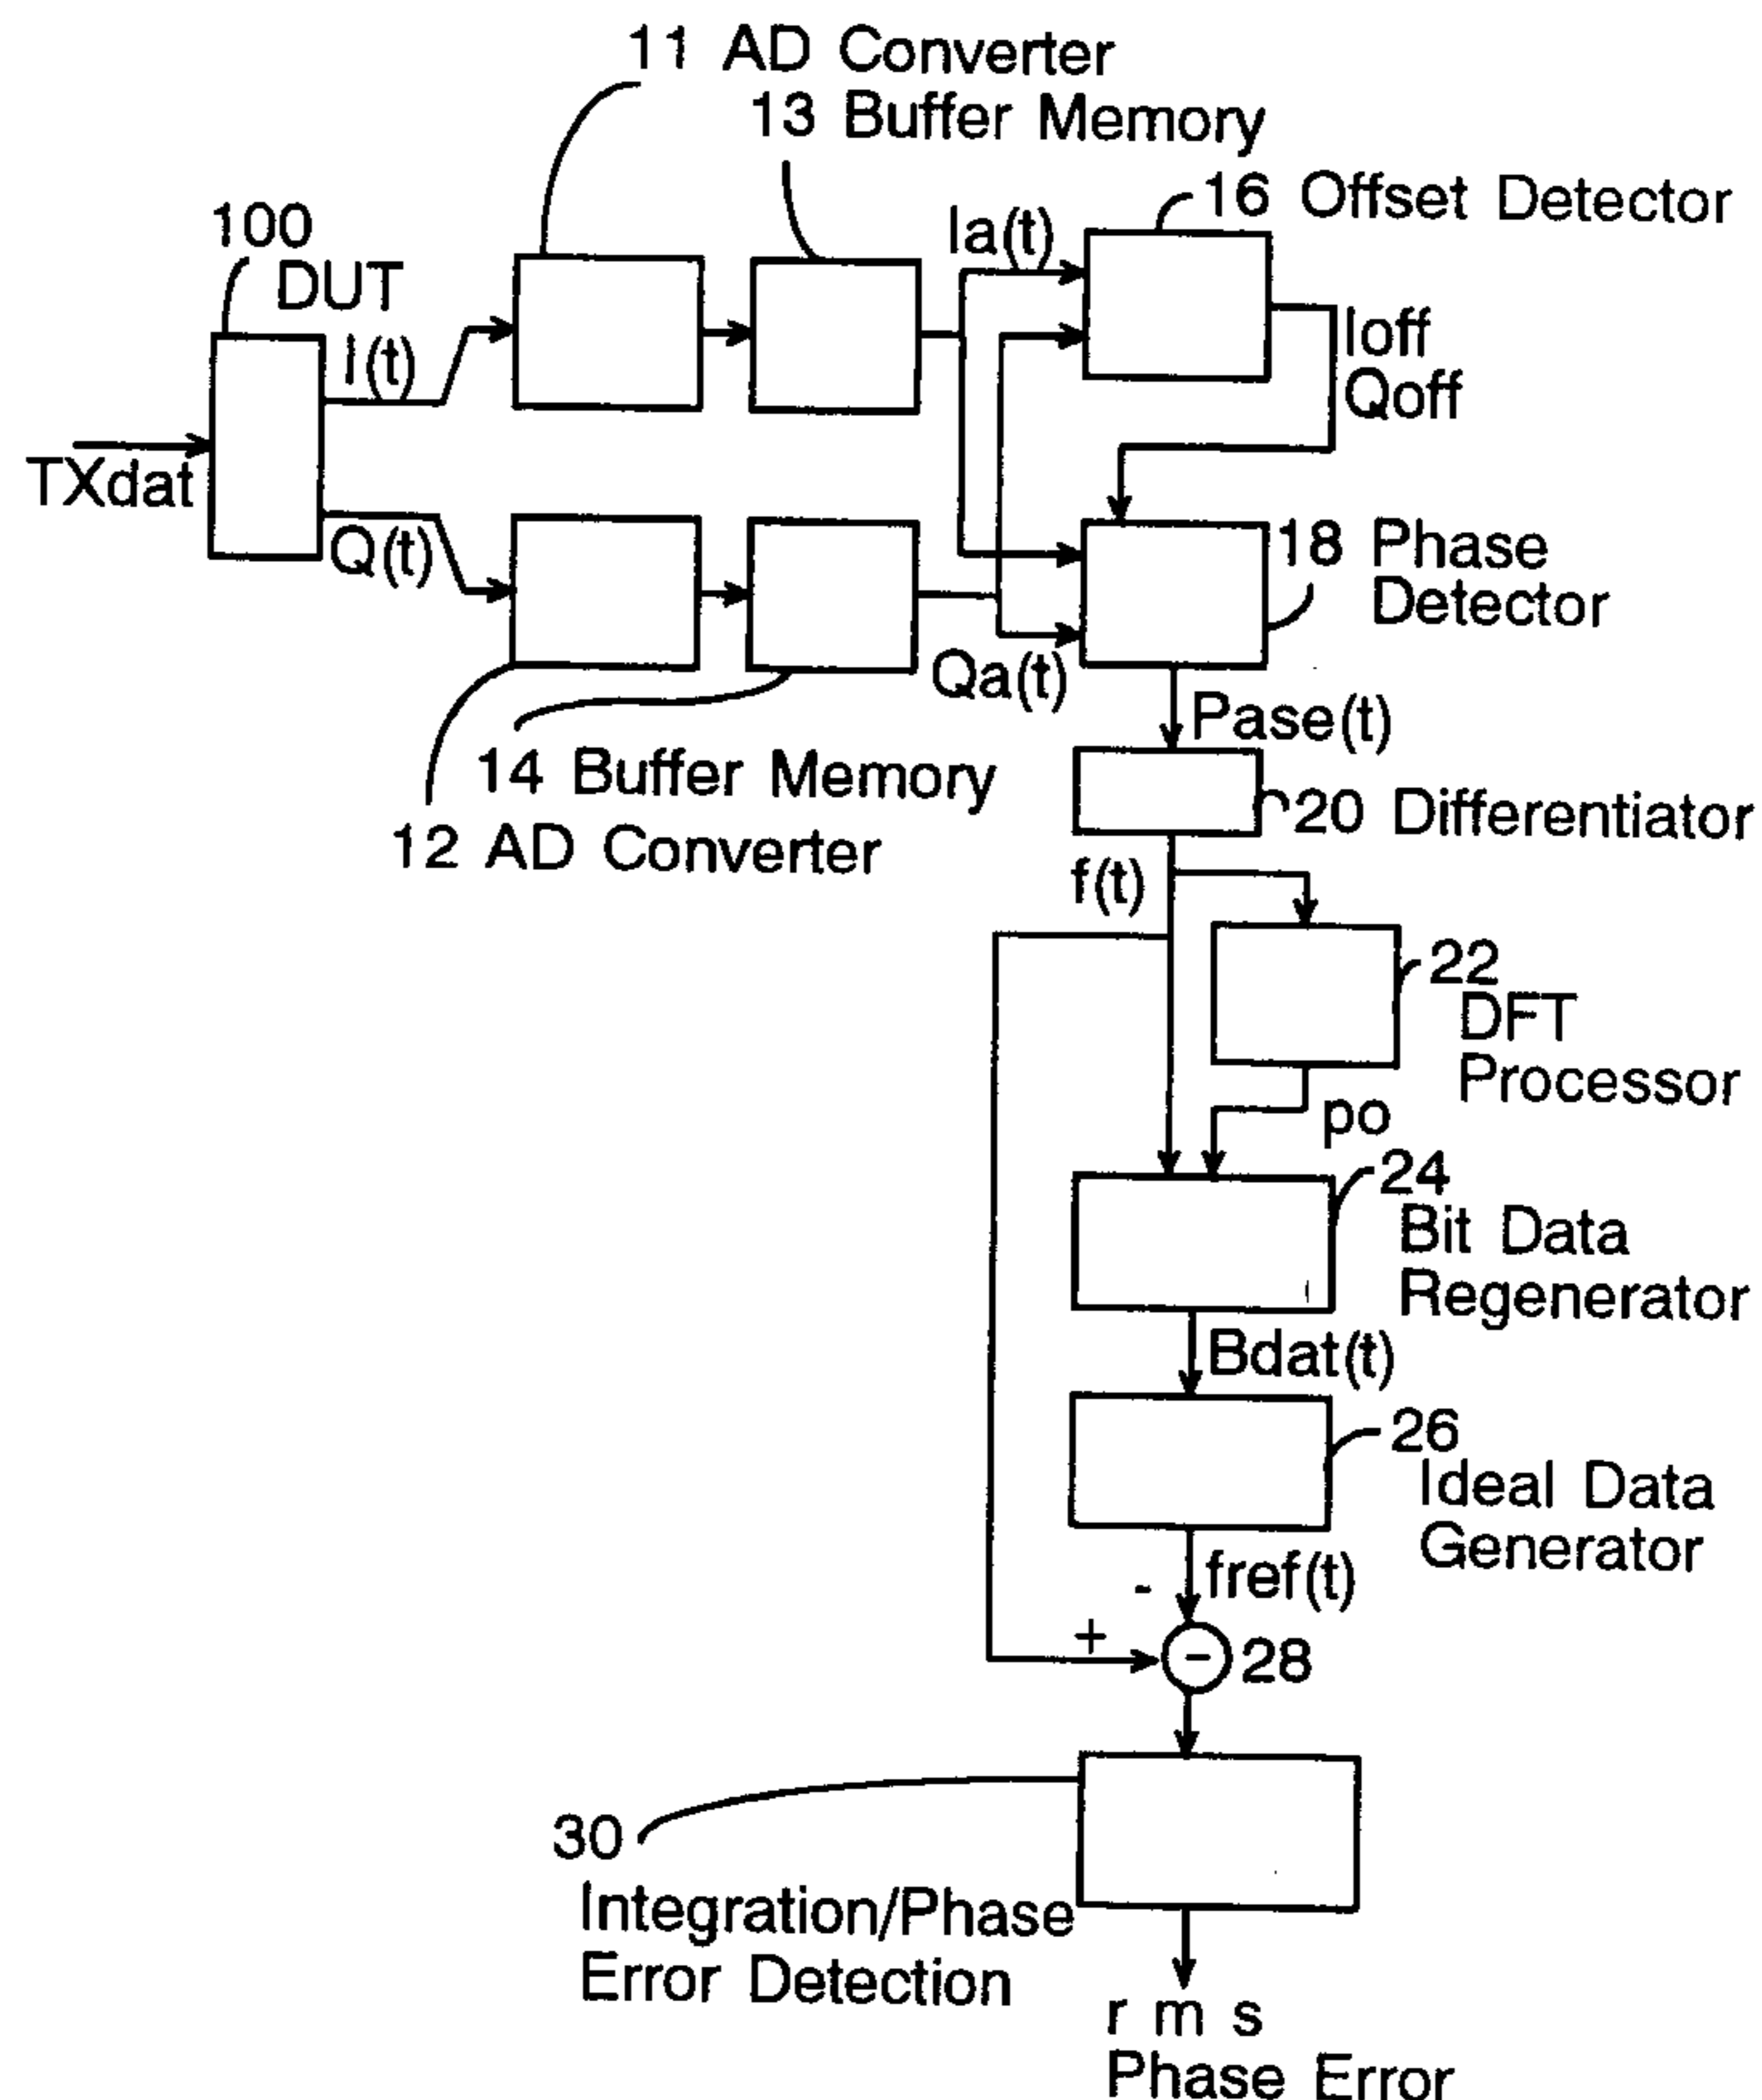 11 AD Converter
13 Buffer Memory
16 Offset Detector
100
DUT
Ia(t)
I(t)
Ioff
Qoff
TXdat
Q(t)
18 Phase
Detector
Qa(t)
Pase(t)
14 Buffer Memory
12 AD Converter
20 Differentiator
f(t)
22
DFT
Processor
po
24
Bit Data
Regenerator
Bdat(t)
26
Ideal Data
Generator
fref(t)
-
+
-
28
30
Integration/Phase
Error Detection
r m s
Phase Error